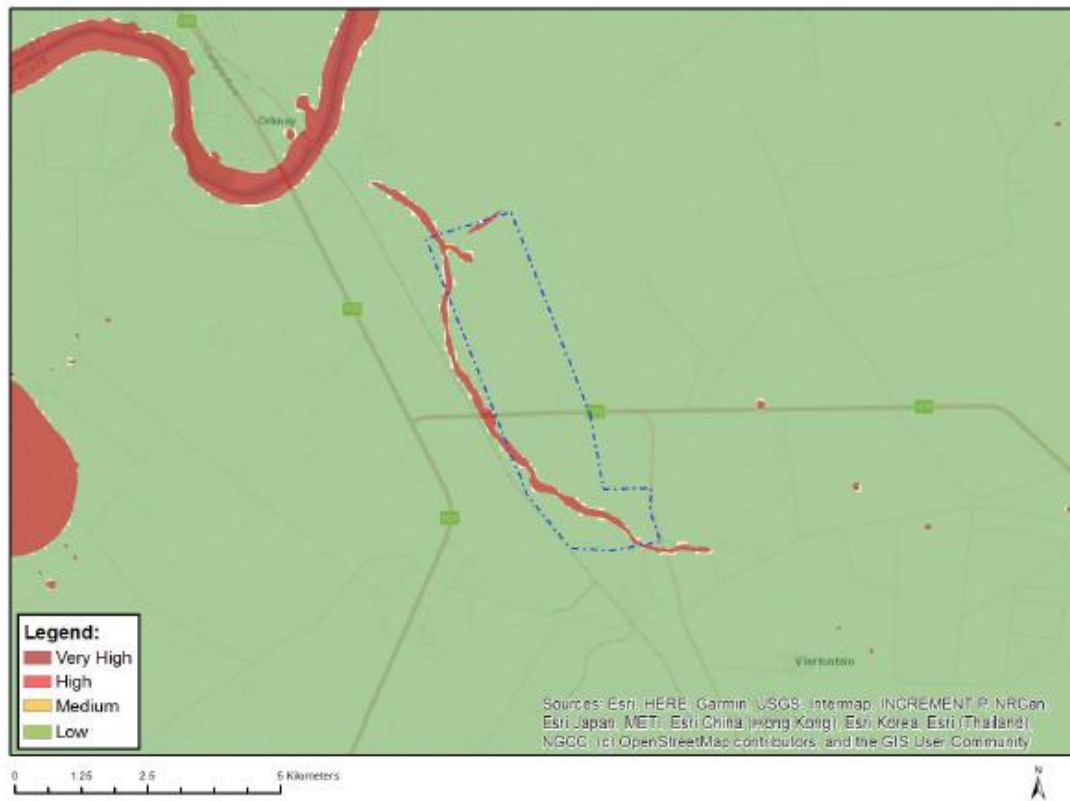 Orkney
Vierfontein
Legend:
Very High
High
Medium
Low
Sources: Esri, HERE, Garmin, USGS, Intermap, INCREMENT P, NRCan,
Esri Japan, METI, Esri China (Hong Kong), Esri Korea, Esri (Thailand),
NGCC, (c) OpenStreetMap contributors, and the GIS User Community
0 1.25 2.5 5 Kilometers
N